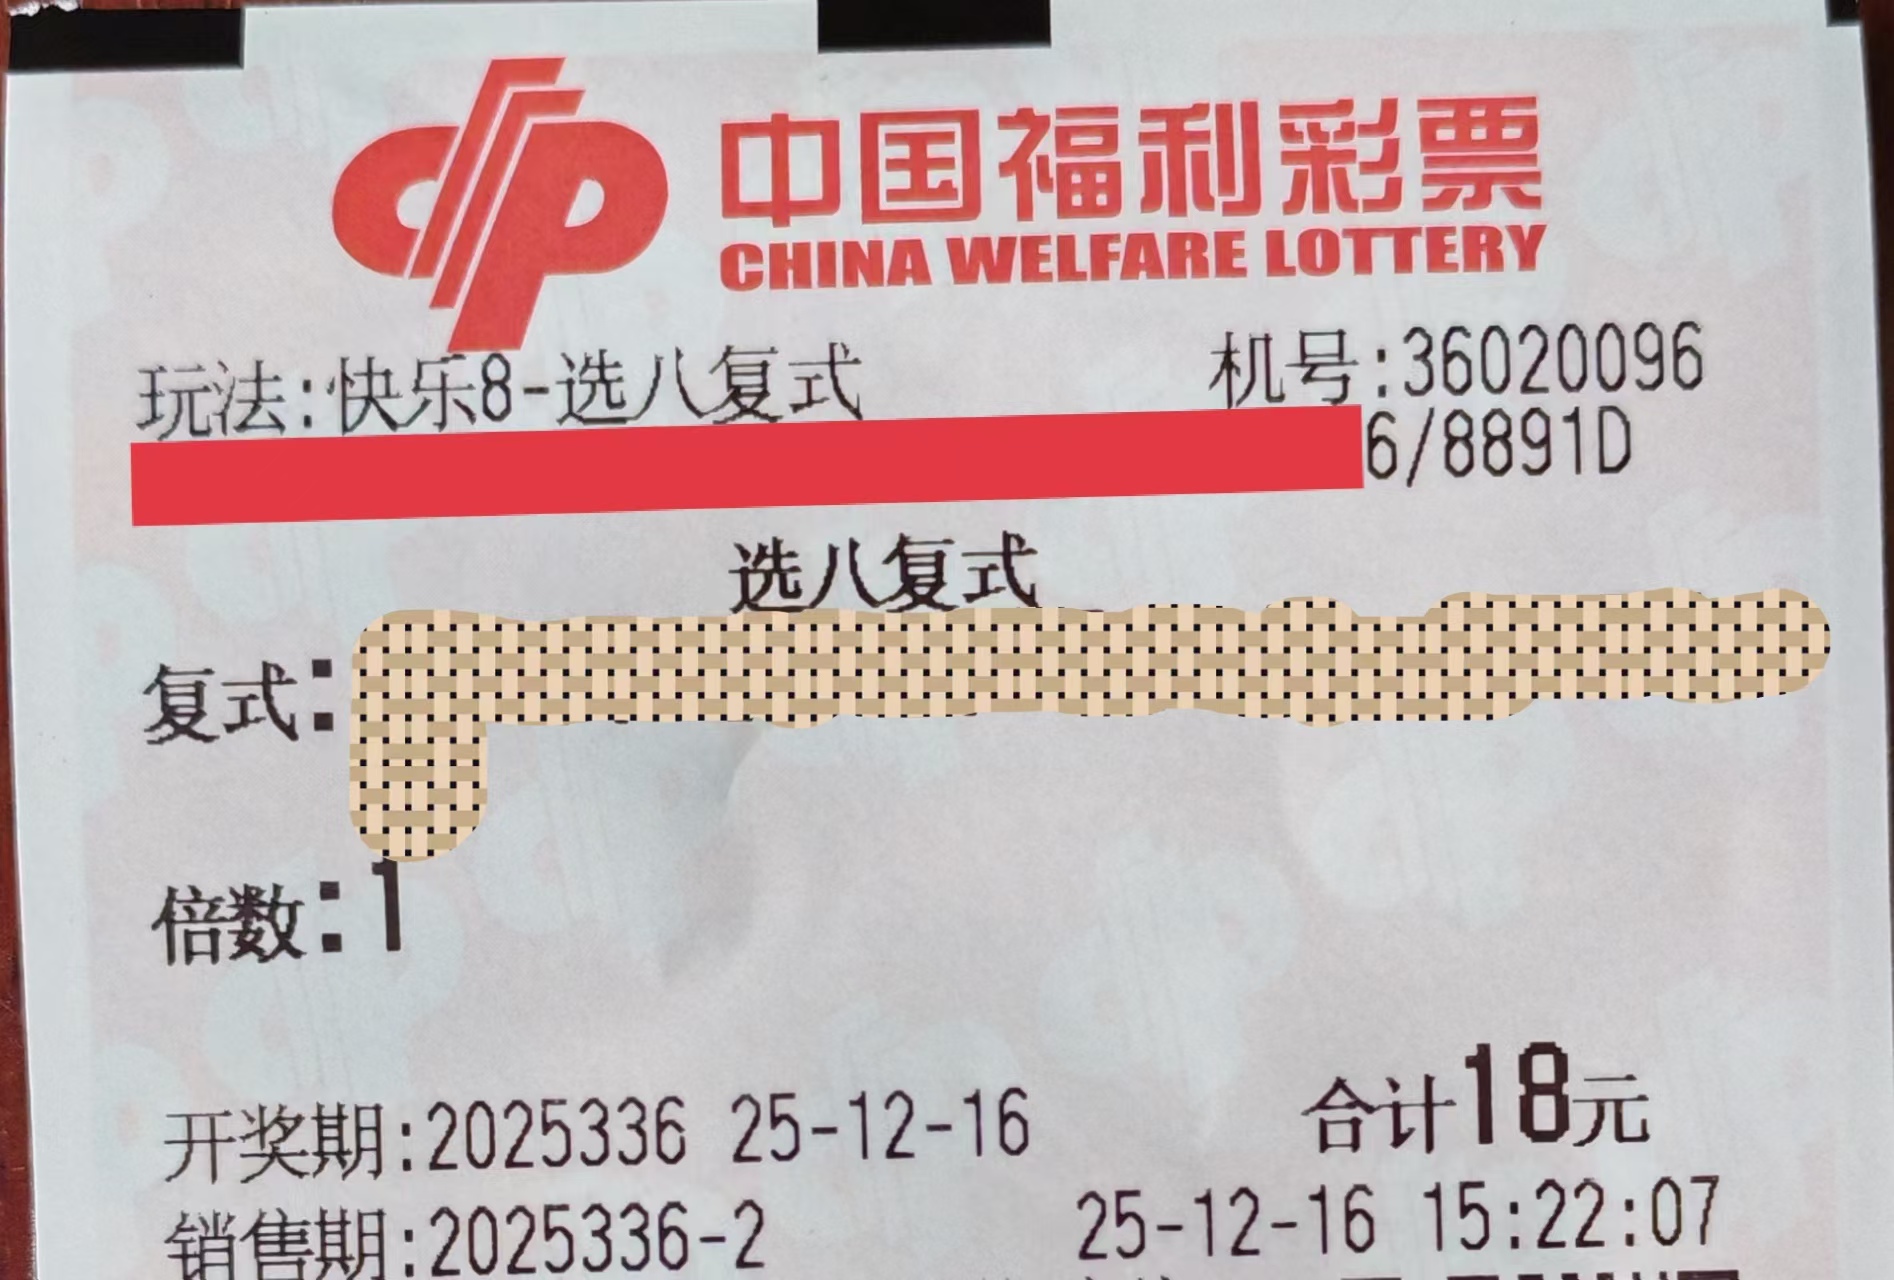 中国福利彩票
CHINA WELFARE LOTTERY
玩法:快乐8-选八复式 机号:36020096
6/8891D
选八复式
复式:
倍数:1
合计18元
开奖期:2025336 25-12-16
销售期:2025336-2 25-12-16 15:22:07